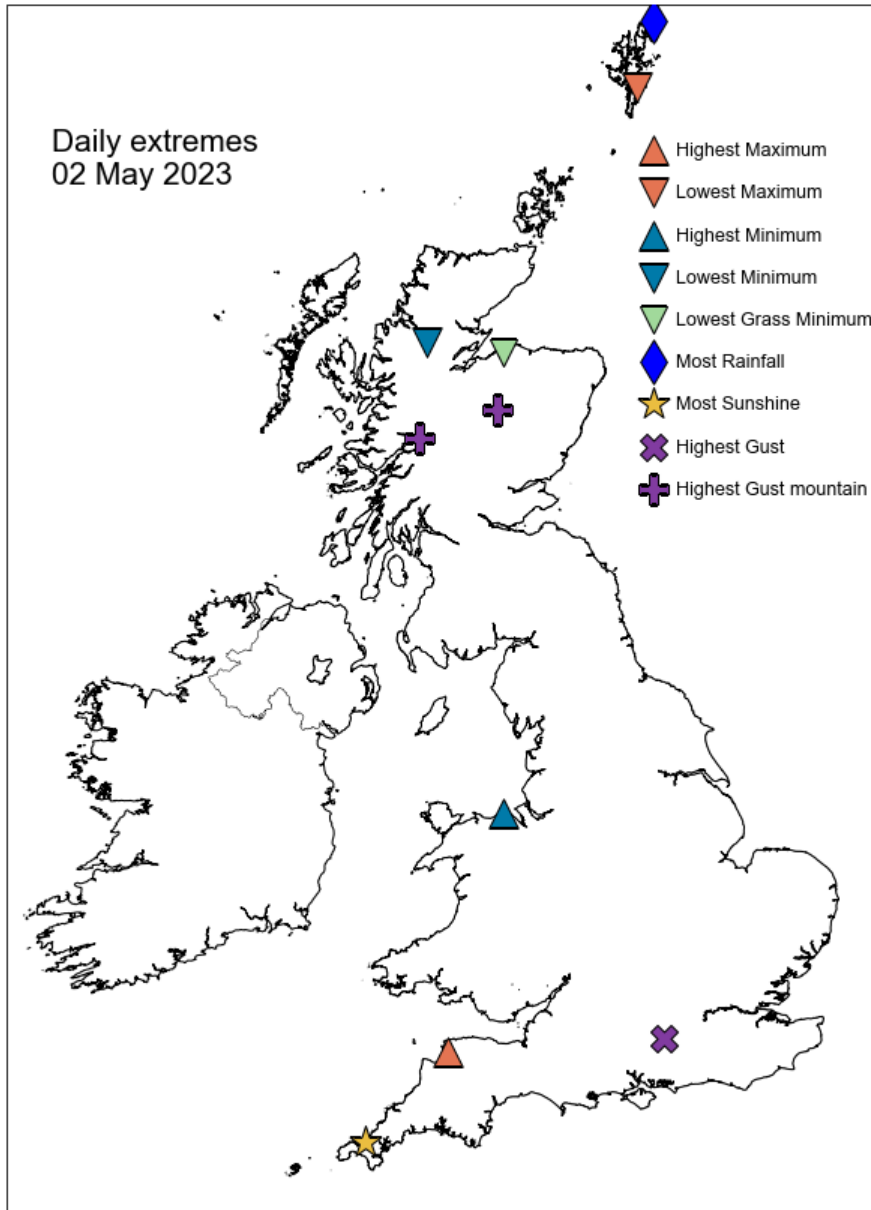 Daily extremes
02 May 2023
Highest Maximum
Lowest Maximum
Highest Minimum
Lowest Minimum
Lowest Grass Minimum
Most Rainfall
Most Sunshine
Highest Gust
Highest Gust mountain